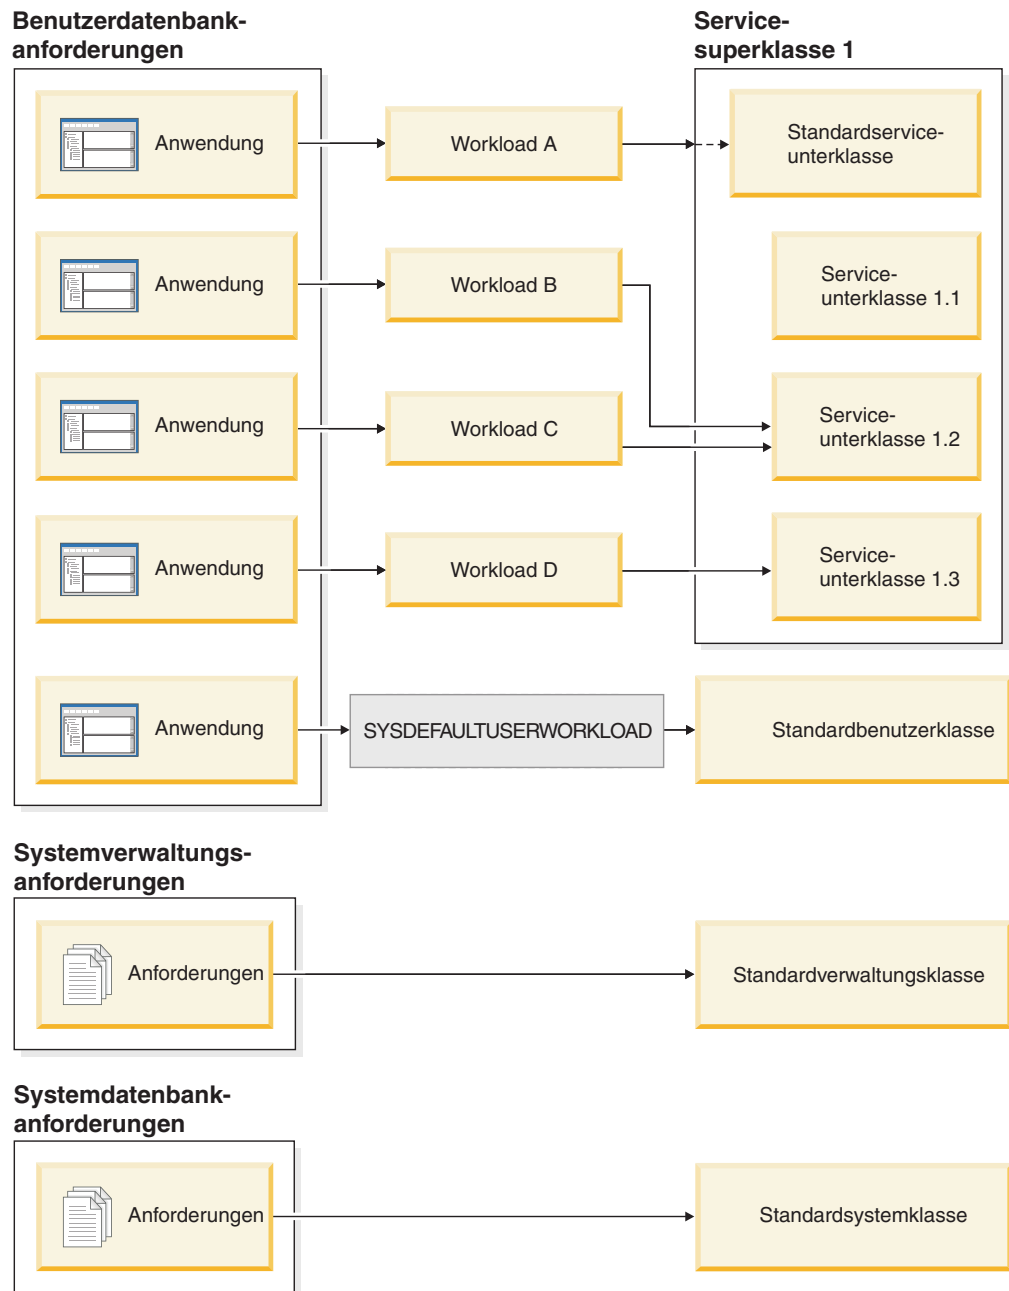 Benutzerdatenbank-
anforderungen
Service-
superklasse 1
Anwendung
Workload A
Standardservice-
unterklasse
Anwendung
Workload B
Service-
unterklasse 1.1
Anwendung
Workload C
Service-
unterklasse 1.2
Anwendung
Workload D
Service-
unterklasse 1.3
Anwendung
SYSDEFAULTUSERWORKLOAD
Standardbenutzerklasse
Systemverwaltungs-
anforderungen
Anforderungen
Standardverwaltungsklasse
Systemdatenbank-
anforderungen
Anforderungen
Standardsystemklasse